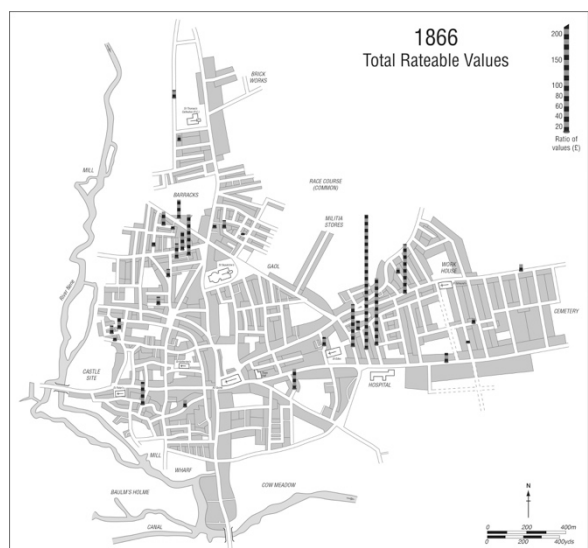 1866
Total Rateable Values
200
150
100
80
60
40
20
Ratio of
values (£)
BRICK
WORKS
MILL
BARRACKS
RACE COURSE
(COMMON)
MILITIA
STORES
GAOL
WORK
HOUSE
CEMETERY
River Nene
CASTLE
SITE
HOSPITAL
MILL
WHARF
BAULM'S HOLME
COW MEADOW
CANAL
N
0 200 400m
0 200 400yds